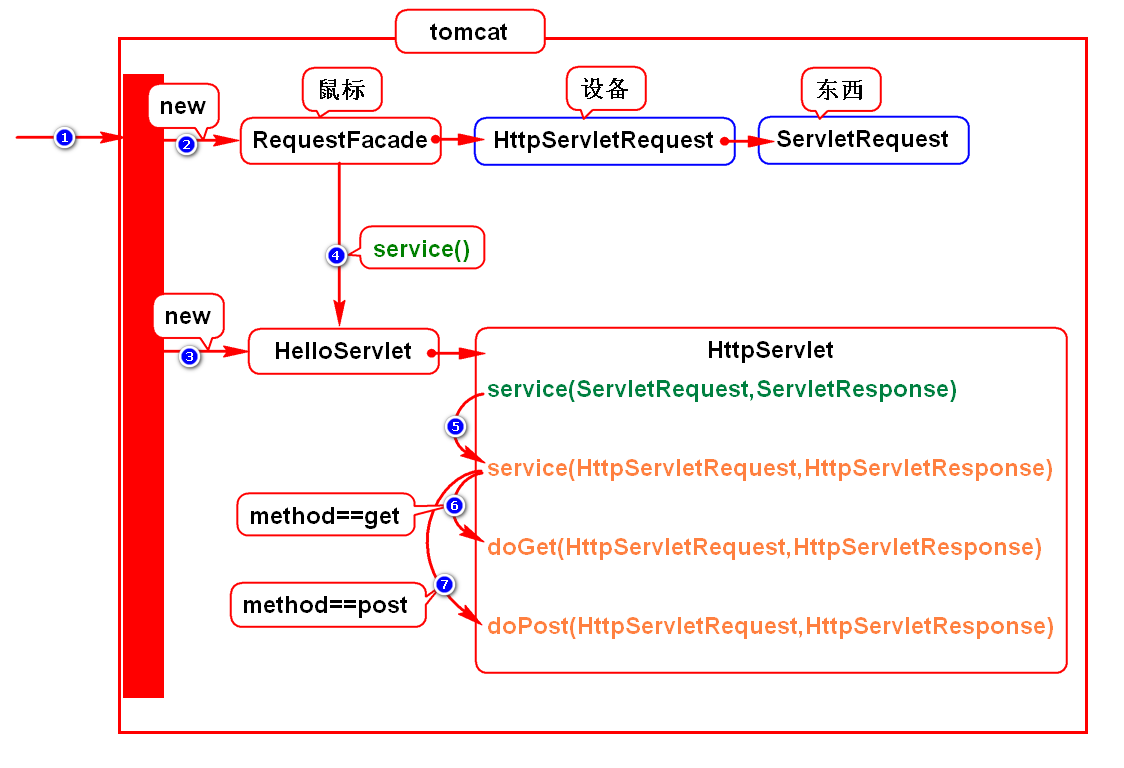 tomcat
new
鼠标
设备
东西
1
2
RequestFacade
HttpServletRequest
ServletRequest
4
service()
new
3
HelloServlet
HttpServlet
service(ServletRequest,ServletResponse)
5
service(HttpServletRequest,HttpServletResponse)
method==get
6
doGet(HttpServletRequest,HttpServletResponse)
7
method==post
doPost(HttpServletRequest,HttpServletResponse)